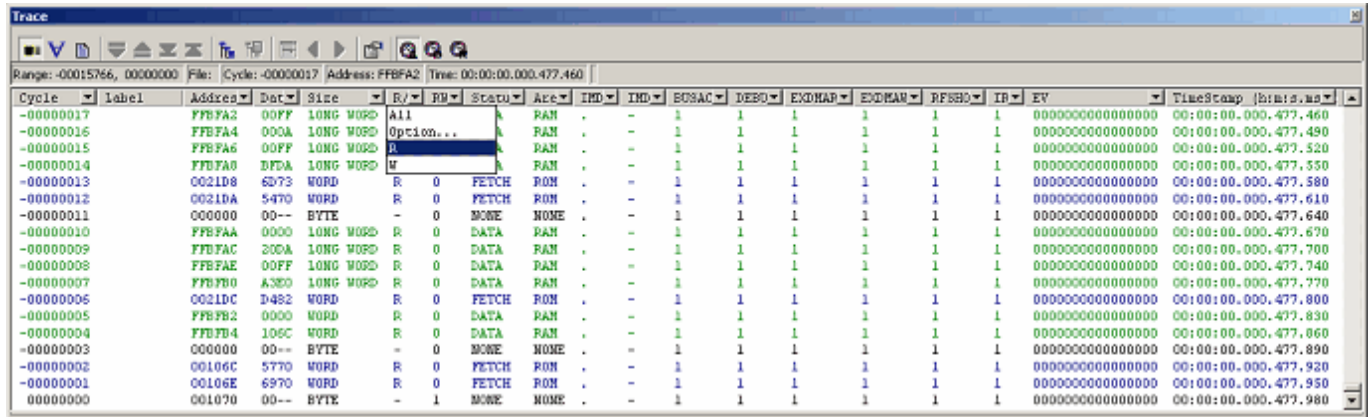 Trace
Range: -00015766, 00000000 File: Cycle: -00000017 Address: FFBFA2 Time: 00:00:00.000.477.460
Cycle Label Addres Dat Size R/ RW Statu Are IMD IMD BUSAC DEBU EXDMAR EXDMAW RFSHO IR EV TimeStamp (h:m:s.ms
-00000017 FFBFA2 00FF LONG WORD All A RAM . - 1 1 1 1 1 1 0000000000000000 00:00:00.000.477.460
-00000016 FFBFA4 000A LONG WORD Option... A RAM . - 1 1 1 1 1 1 0000000000000000 00:00:00.000.477.490
-00000015 FFBFA6 00FF LONG WORD R A RAM . - 1 1 1 1 1 1 0000000000000000 00:00:00.000.477.520
-00000014 FFBFA8 BFDA LONG WORD W A RAM . - 1 1 1 1 1 1 0000000000000000 00:00:00.000.477.550
-00000013 0021D8 6D73 WORD R 0 FETCH ROM . - 1 1 1 1 1 1 0000000000000000 00:00:00.000.477.580
-00000012 0021DA 5470 WORD R 0 FETCH ROM . - 1 1 1 1 1 1 0000000000000000 00:00:00.000.477.610
-00000011 000000 00-- BYTE - 0 NONE NONE . - 1 1 1 1 1 1 0000000000000000 00:00:00.000.477.640
-00000010 FFBFAA 0000 LONG WORD R 0 DATA RAM . - 1 1 1 1 1 1 0000000000000000 00:00:00.000.477.670
-00000009 FFBFAC 20DA LONG WORD R 0 DATA RAM . - 1 1 1 1 1 1 0000000000000000 00:00:00.000.477.700
-00000008 FFBFAE 00FF LONG WORD R 0 DATA RAM . - 1 1 1 1 1 1 0000000000000000 00:00:00.000.477.740
-00000007 FFBFB0 LONG WORD R 0 DATA RAM . - 1 1 1 1 1 1 0000000000000000 00:00:00.000.477.770
-00000006 0021DC D482 WORD R 0 FETCH ROM . - 1 1 1 1 1 1 0000000000000000 00:00:00.000.477.800
-00000005 FFBFB2 0000 WORD R 0 DATA RAM . - 1 1 1 1 1 1 0000000000000000 00:00:00.000.477.830
-00000004 FFBFB4 106C WORD R 0 DATA RAM . - 1 1 1 1 1 1 0000000000000000 00:00:00.000.477.860
-00000003 000000 00-- BYTE - 0 NONE NONE . - 1 1 1 1 1 1 0000000000000000 00:00:00.000.477.890
-00000002 00106C 5770 WORD R 0 FETCH ROM . - 1 1 1 1 1 1 0000000000000000 00:00:00.000.477.920
-00000001 00106E 6970 WORD R 0 FETCH ROM . - 1 1 1 1 1 1 0000000000000000 00:00:00.000.477.950
00000000 001070 00-- BYTE - 1 NONE NONE . - 1 1 1 1 1 1 0000000000000000 00:00:00.000.477.980